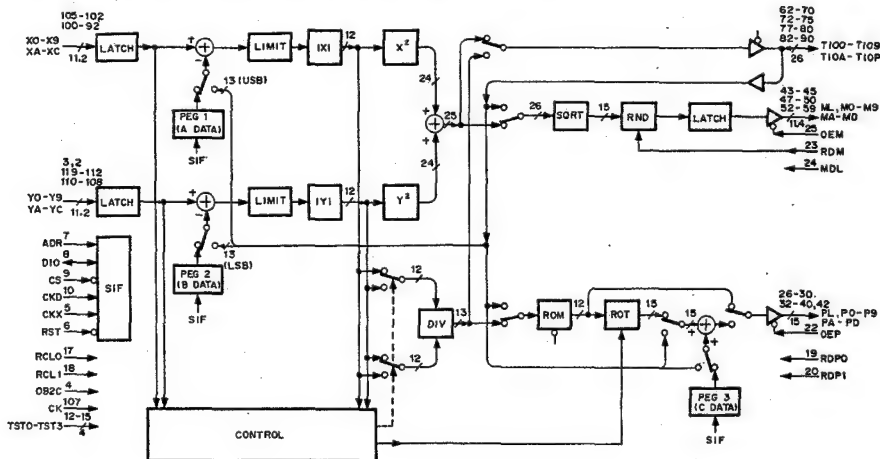 105-102
100-92
X0-X9
XA-XC
11.2
LATCH
+
-
LIMIT
|X|
12
X²
24
13 (USB)
PEG 1
(A DATA)
SIF
3,2
119-112
110-108
Y0-Y9
YA-YC
11.2
LATCH
+
-
LIMIT
|Y|
12
Y²
24
13
(LSB)
PEG 2
(B DATA)
SIF
+
+
25
26
SQRT
15
RND
LATCH
62-70
72-75
77-80
82-90
T100-T109
T10A-T10P
26
43-45
47-50
52-59
ML, M0-M9
MA-MD
11.4
25
OEM
23
RDM
24
MDL
ADR 7
DIO 8
CS 9
CKD 10
CKX 5
RST 6
SIF
RCL0 17
RCL1 18
OB2C 4
CK 107
12-15
TST0-TST3
4
CONTROL
12
12
DIV
13
ROM
12
ROT
15
15
+
+
PEG 3
(C DATA)
SIF
26-30,
32-40,42
PL, P0-P9
PA-PD
15
22
OEP
19
RDP0
20
RDP1